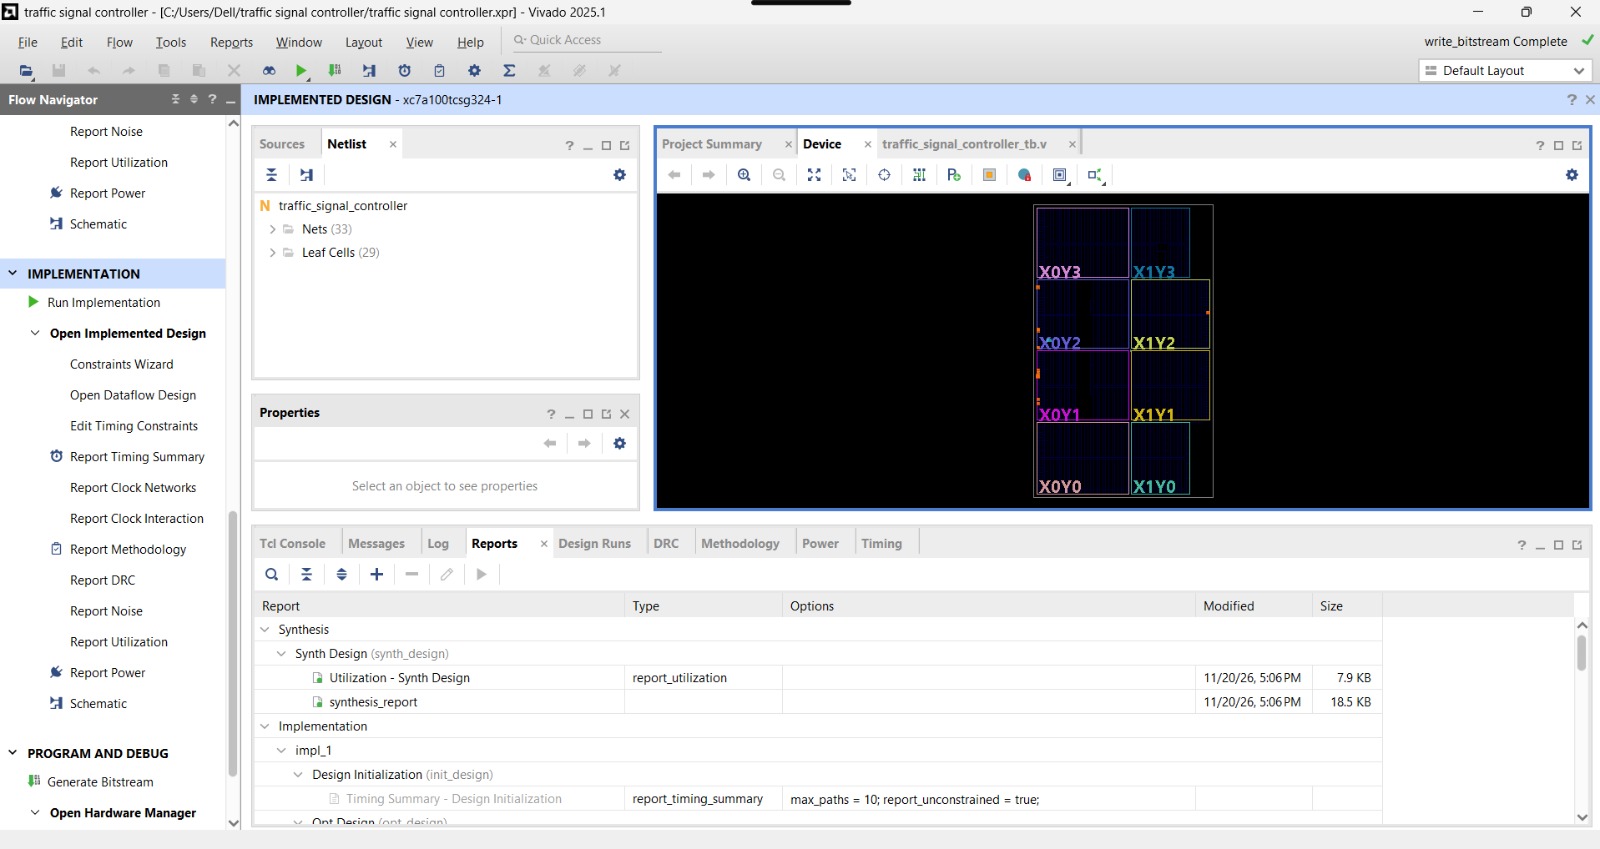 traffic signal controller - [C:/Users/Dell/traffic signal controller/traffic signal controller.xpr] - Vivado 2025.1
File Edit Flow Tools Reports Window Layout View Help Quick Access
write_bitstream Complete
Default Layout
Flow Navigator
Report Noise
Report Utilization
Report Power
Schematic
IMPLEMENTATION
Run Implementation
Open Implemented Design
Constraints Wizard
Open Dataflow Design
Edit Timing Constraints
Report Timing Summary
Report Clock Networks
Report Clock Interaction
Report Methodology
Report DRC
Report Noise
Report Utilization
Report Power
Schematic
PROGRAM AND DEBUG
Generate Bitstream
Open Hardware Manager
IMPLEMENTED DESIGN - xc7a100tcsg324-1
Sources Netlist
N traffic_signal_controller
Nets (33)
Leaf Cells (29)
Properties
Select an object to see properties
Project Summary Device traffic_signal_controller_tb.v
X0Y3 X1Y3
X0Y2 X1Y2
X0Y1 X1Y1
X0Y0 X1Y0
Tcl Console Messages Log Reports Design Runs DRC Methodology Power Timing
Report Type Options Modified Size
Synthesis
Synth Design (synth_design)
Utilization - Synth Design report_utilization 11/20/26, 5:06 PM 7.9 KB
synthesis_report 11/20/26, 5:06 PM 18.5 KB
Implementation
impl_1
Design Initialization (init_design)
Timing Summary - Design Initialization report_timing_summary max_paths = 10; report_unconstrained = true;
Opt Design (opt_design)